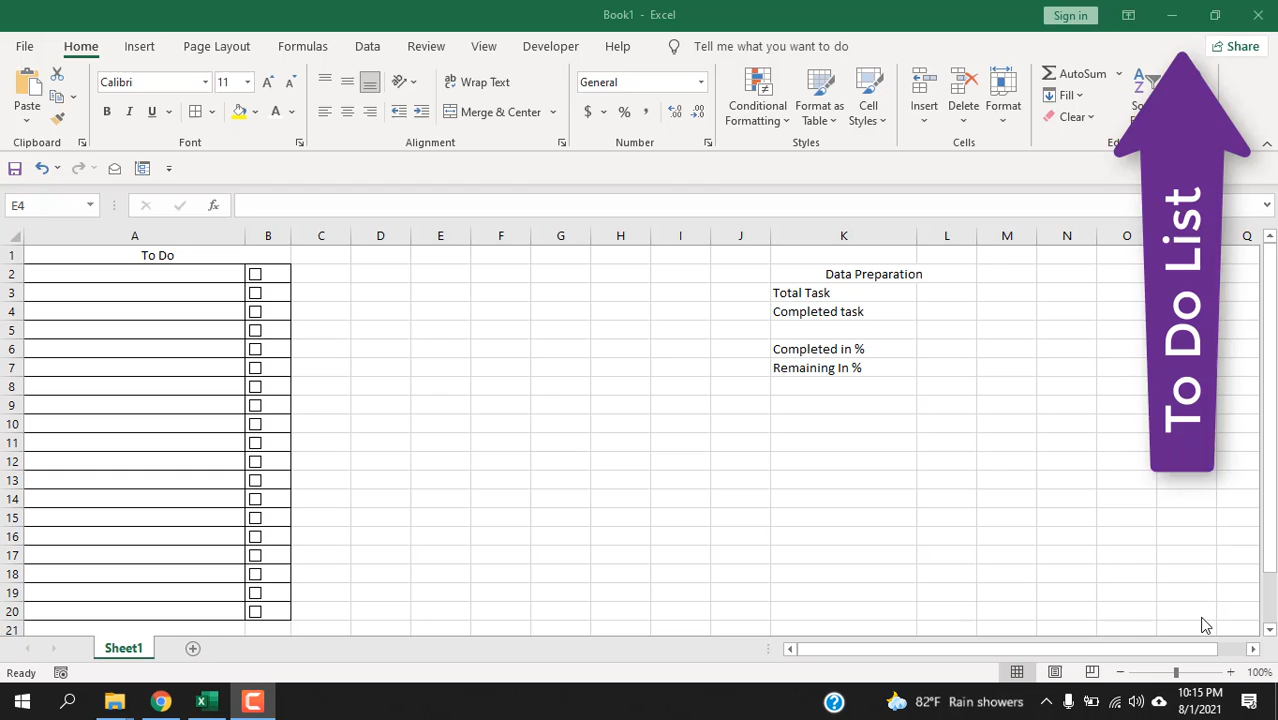 Book1 - Excel
Sign in
File Home Insert Page Layout Formulas Data Review View Developer Help Tell me what you want to do Share
Paste
Calibri 11
B I U
Wrap Text
Merge & Center
General
$ % ,
Conditional Formatting
Format as Table
Cell Styles
Insert
Delete
Format
AutoSum
Fill
Clear
Clipboard Font Alignment Number Styles Cells
E4
fx
A B C D E F G H I J K L M N O Q
1 To Do
2 Data Preparation
3 Total Task
4 Completed task
5
6 Completed in %
7 Remaining In %
8
9
10
11
12
13
14
15
16
17
18
19
20
21
To Do List
Sheet1
Ready
100%
82°F Rain showers
10:15 PM
8/1/2021